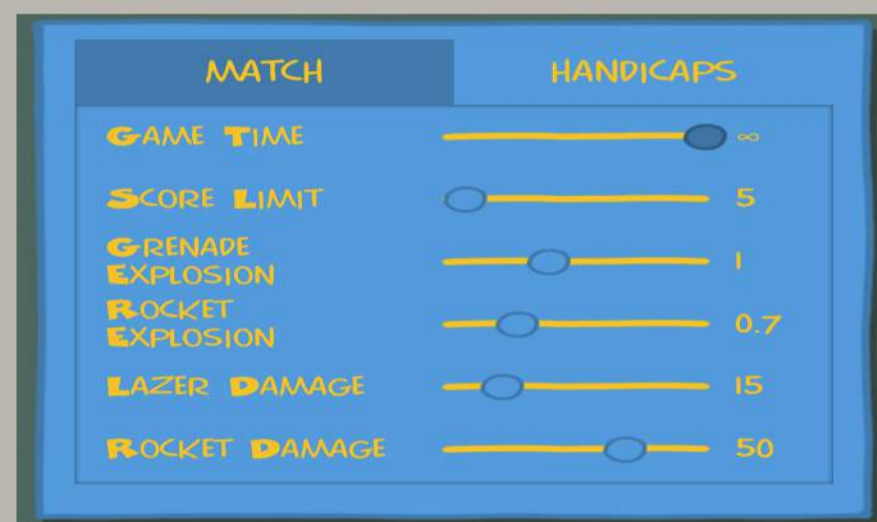 MATCH HANDICAPS
GAME TIME ∞
SCORE LIMIT 5
GRENADE
EXPLOSION 1
ROCKET
EXPLOSION 0.7
LAZER DAMAGE 15
ROCKET DAMAGE 50